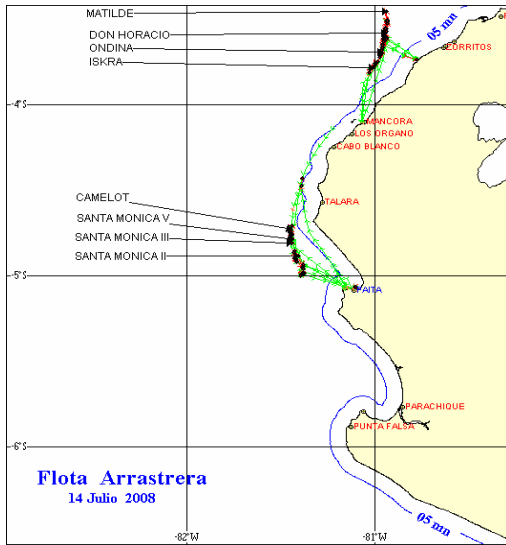 MATILDE
DON HORACIO
ONDINA
ISKRA
05 mn
ZORRITOS
-4°S
MANCORA
LOS ORGANO
CABO BLANCO
CAMELOT
TALARA
SANTA MONICA V
SANTA MONICA III
SANTA MONICA II
-5°S
PAITA
PARACHIQUE
PUNTA FALSA
-6°S
Flota Arrastrera
14 Julio 2008
05 mn
-82°W
-81°W